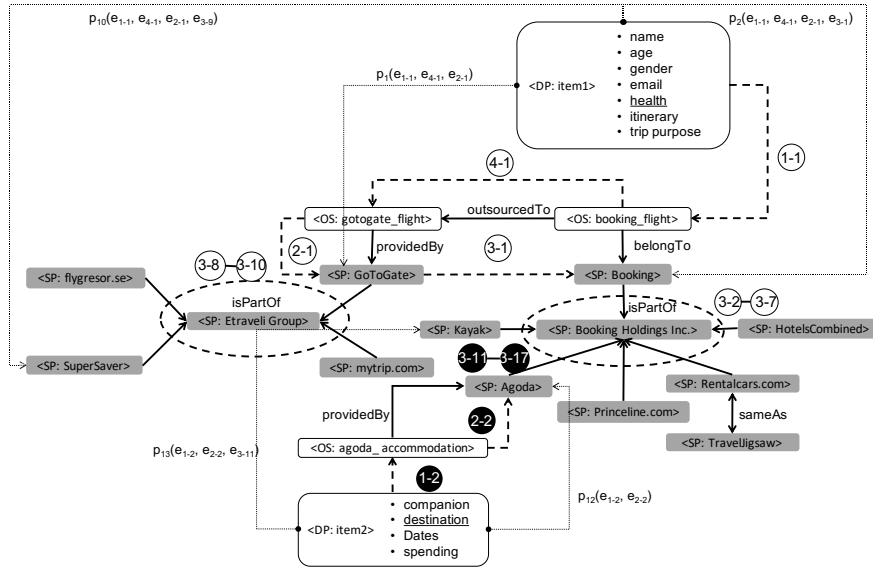 p10(e1-1, e4-1, e2-1, e3-9)
p2(e1-1, e4-1, e2-1, e3-1)
p1(e1-1, e4-1, e2-1)
<DP: item1>
• name
• age
• gender
• email
• health
• itinerary
• trip purpose
1-1
4-1
<OS: gotogate_flight>
outsourcedTo
<OS: booking_flight>
2-1
providedBy
3-1
belongTo
3-8
3-10
<SP: flygresor.se>
<SP: GoToGate>
<SP: Booking>
isPartOf
isPartOf
3-2
3-7
<SP: Etraveli Group>
<SP: Kayak>
<SP: Booking Holdings Inc.>
<SP: HotelsCombined>
<SP: SuperSaver>
<SP: mytrip.com>
3-11
3-17
<SP: Agoda>
<SP: Rentalcars.com>
providedBy
2-2
<SP: Princeline.com>
sameAs
<OS: agoda_ accommodation>
<SP: TravelJigsaw>
p13(e1-2, e2-2, e3-11)
1-2
p12(e1-2, e2-2)
<DP: item2>
• companion
• destination
• Dates
• spending